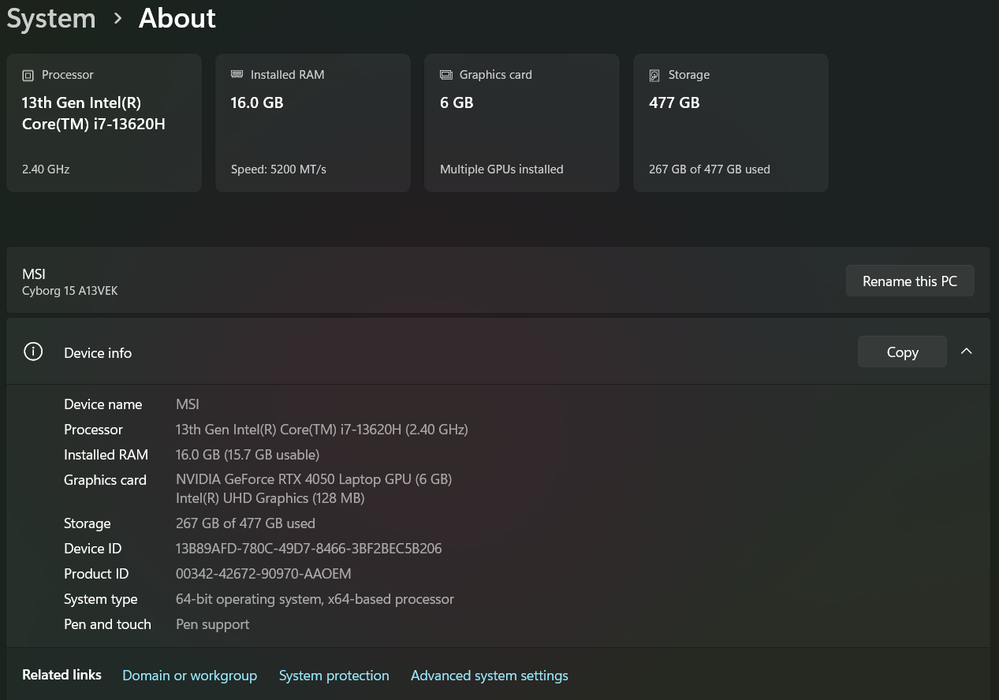 System > About
Processor
13th Gen Intel(R)
Core(TM) i7-13620H
2.40 GHz
Installed RAM
16.0 GB
Speed: 5200 MT/s
Graphics card
6 GB
Multiple GPUs installed
Storage
477 GB
267 GB of 477 GB used
MSI
Cyborg 15 A13VEK
Rename this PC
Device info
Copy
Device name MSI
Processor 13th Gen Intel(R) Core(TM) i7-13620H (2.40 GHz)
Installed RAM 16.0 GB (15.7 GB usable)
Graphics card NVIDIA GeForce RTX 4050 Laptop GPU (6 GB)
Intel(R) UHD Graphics (128 MB)
Storage 267 GB of 477 GB used
Device ID 13B89AFD-780C-49D7-8466-3BF2BEC5B206
Product ID 00342-42672-90970-AAOEM
System type 64-bit operating system, x64-based processor
Pen and touch Pen support
Related links Domain or workgroup System protection Advanced system settings